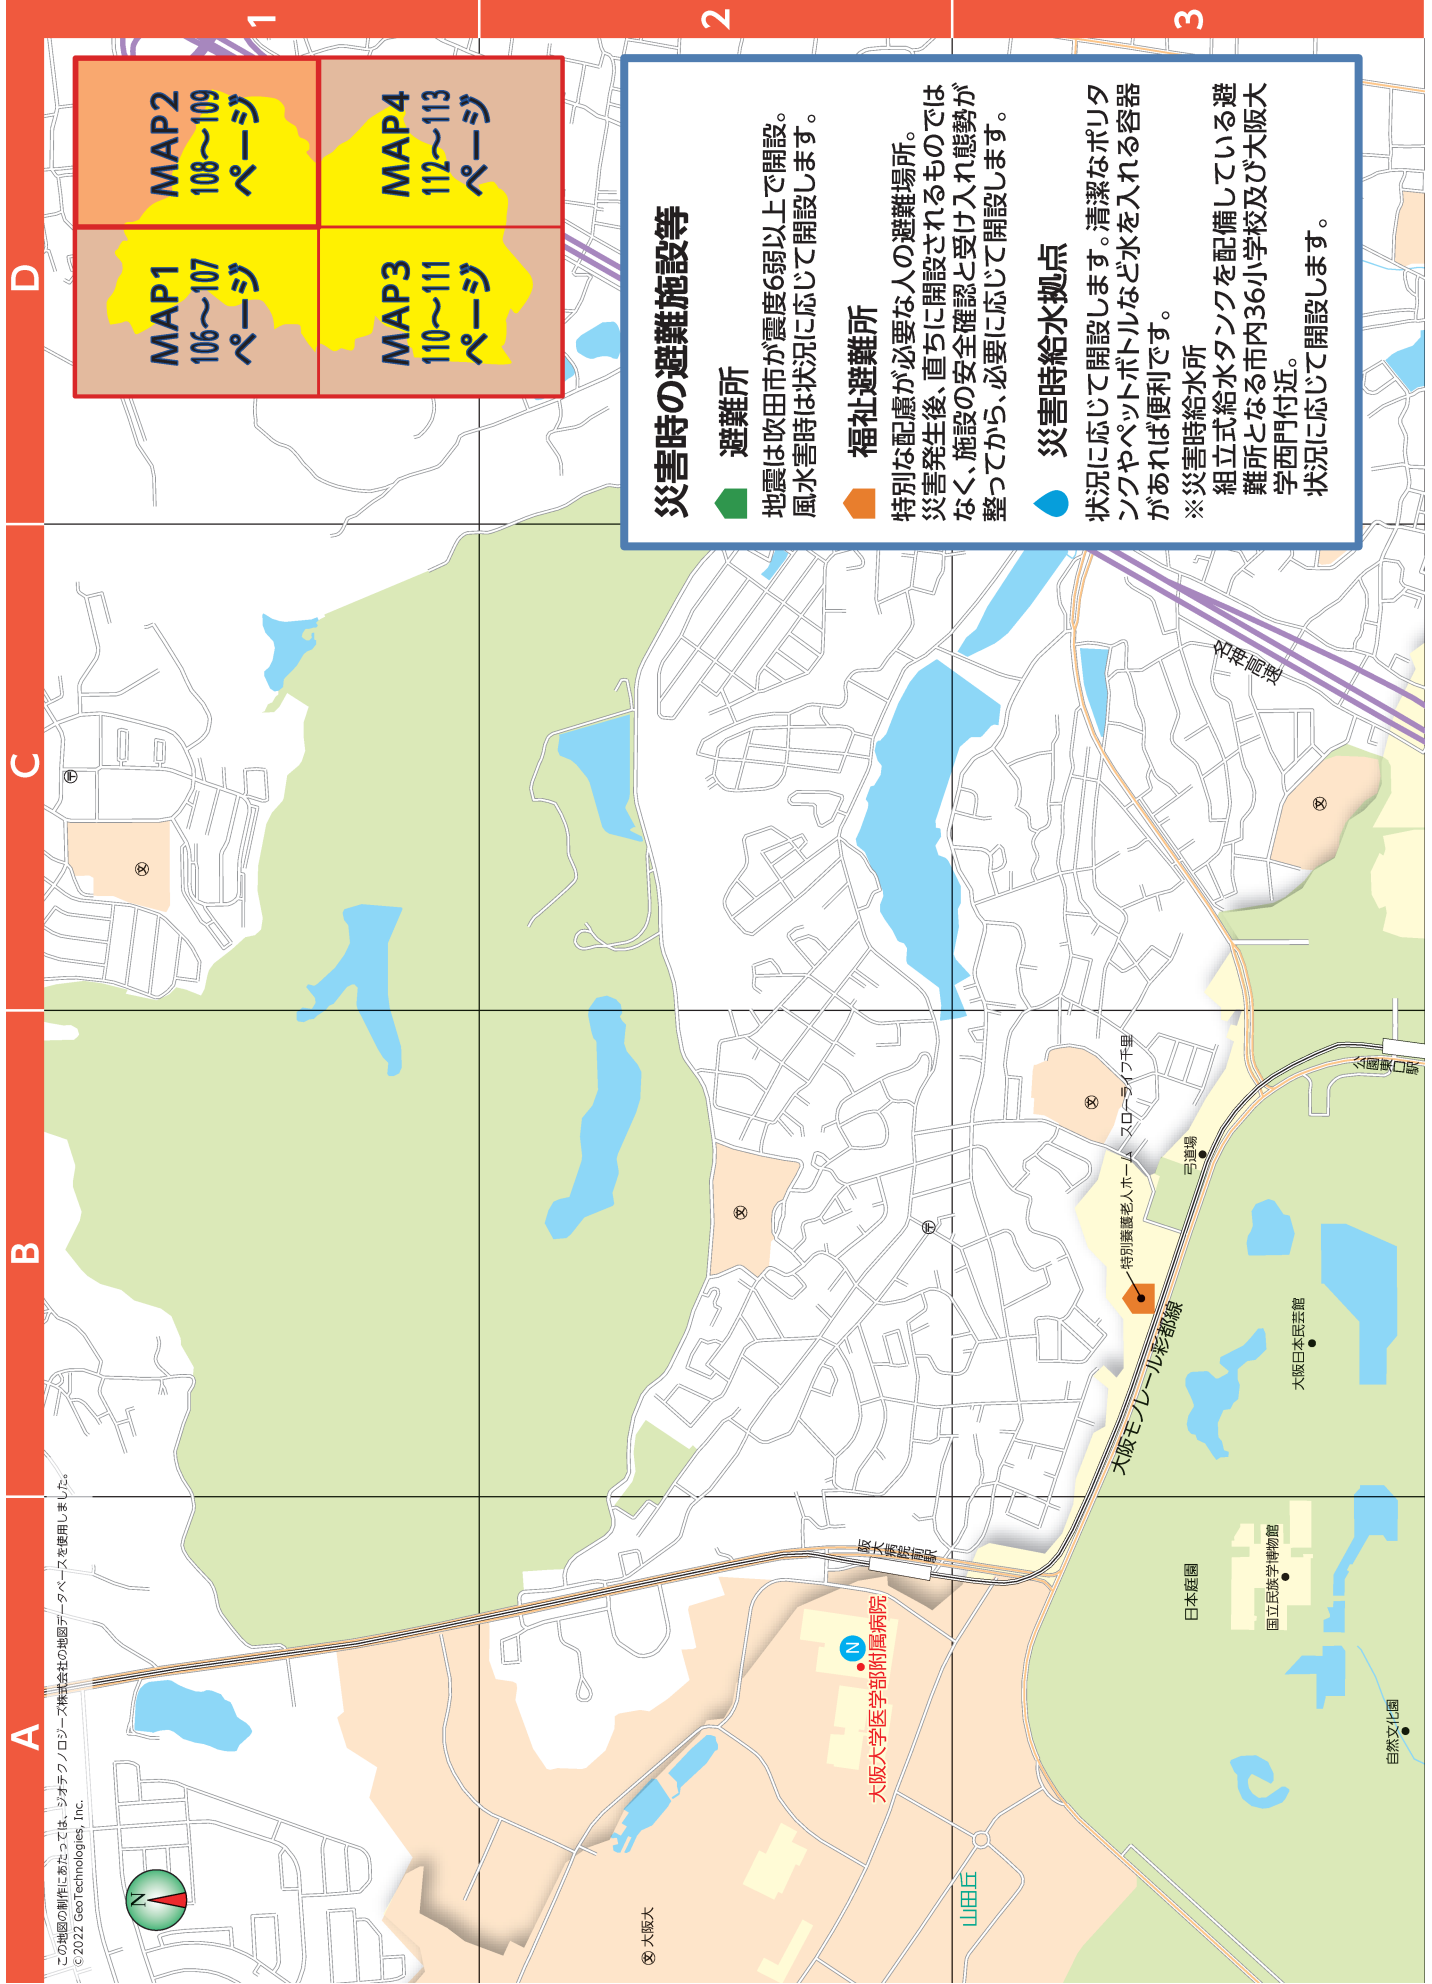 A
B
C
D
1
2
3
この地図の制作にあたっては、ジオテクノロジーズ株式会社の地図データベースを使用しました。
©2022 GeoTechnologies, Inc.
N
MAP1
106～107
ページ
MAP2
108～109
ページ
MAP3
110～111
ページ
MAP4
112～113
ページ
災害時の避難施設等
避難所
地震は吹田市が震度6弱以上で開設。
風水害時は状況に応じて開設します。
福祉避難所
特別な配慮が必要な人の避難場所。
災害発生後、直ちに開設されるものでは
なく、施設の安全確認と受け入れ態勢が
整ってから、必要に応じて開設します。
災害時給水拠点
状況に応じて開設します。清潔なポリタ
ンクやペットボトルなど水を入れる容器
があれば便利です。
※災害時給水所
組立式給水タンクを配備している避
難所となる市内36小学校及び大阪大
学西門付近。
状況に応じて開設します。
文
〒
文
文 大阪大
阪大病院前駅
N
大阪大学医学部附属病院
山田丘
〒
文
特別養護老人ホーム スローライフ千里
弓道場
大阪モノレール彩都線
名神高速
文
公園東口駅
大阪日本民芸館
日本庭園
国立民族学博物館
自然文化園